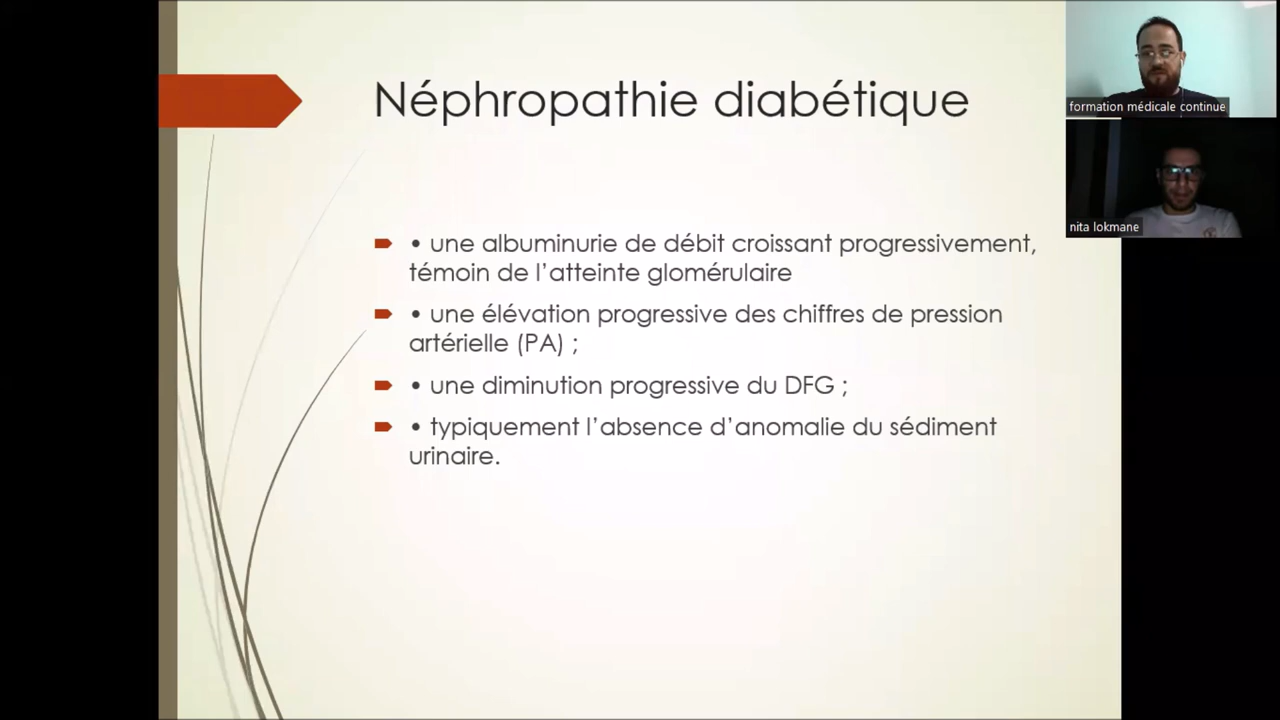 Néphropathie diabétique
• une albuminurie de débit croissant progressivement,
témoin de l’atteinte glomérulaire
• une élévation progressive des chiffres de pression
artérielle (PA) ;
• une diminution progressive du DFG ;
• typiquement l’absence d’anomalie du sédiment
urinaire.
formation médicale continue
nita lokmane